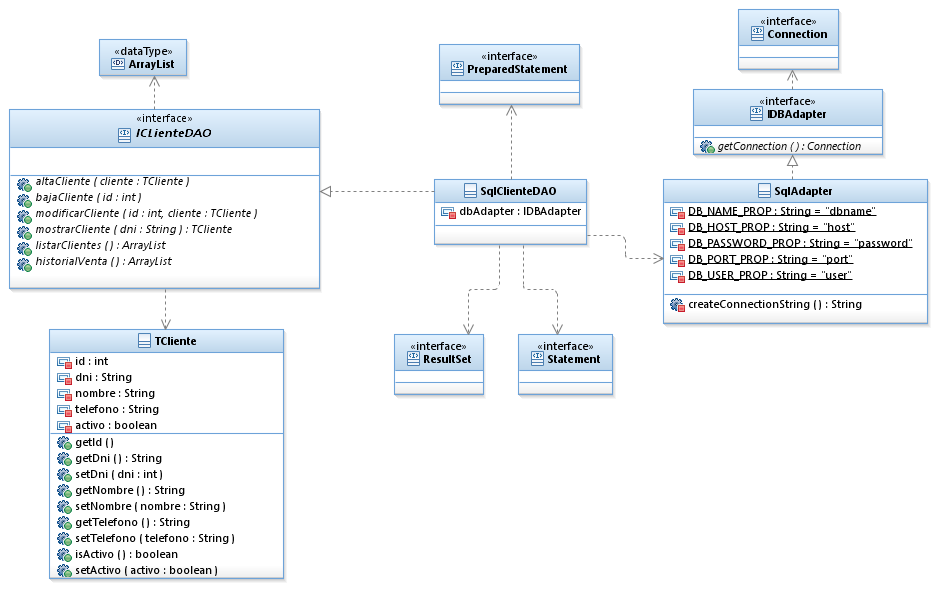 «dataType»
ArrayList
«interface»
ICLienteDAO
altaCliente ( cliente : TCliente )
bajaCliente ( id : int )
modificarCliente ( id : int, cliente : TCliente )
mostrarCliente ( dni : String ) : TCliente
listarClientes ( ) : ArrayList
historialVenta ( ) : ArrayList
TCliente
id : int
dni : String
nombre : String
telefono : String
activo : boolean
getId ( )
getDni ( ) : String
setDni ( dni : int )
getNombre ( ) : String
setNombre ( nombre : String )
getTelefono ( ) : String
setTelefono ( telefono : String )
isActivo ( ) : boolean
setActivo ( activo : boolean )
«interface»
PreparedStatement
SqlClienteDAO
dbAdapter : IDBAdapter
«interface»
ResultSet
«interface»
Statement
«interface»
Connection
«interface»
IDBAdapter
getConnection ( ) : Connection
SqlAdapter
DB_NAME_PROP : String = "dbname"
DB_HOST_PROP : String = "host"
DB_PASSWORD_PROP : String = "password"
DB_PORT_PROP : String = "port"
DB_USER_PROP : String = "user"
createConnectionString ( ) : String